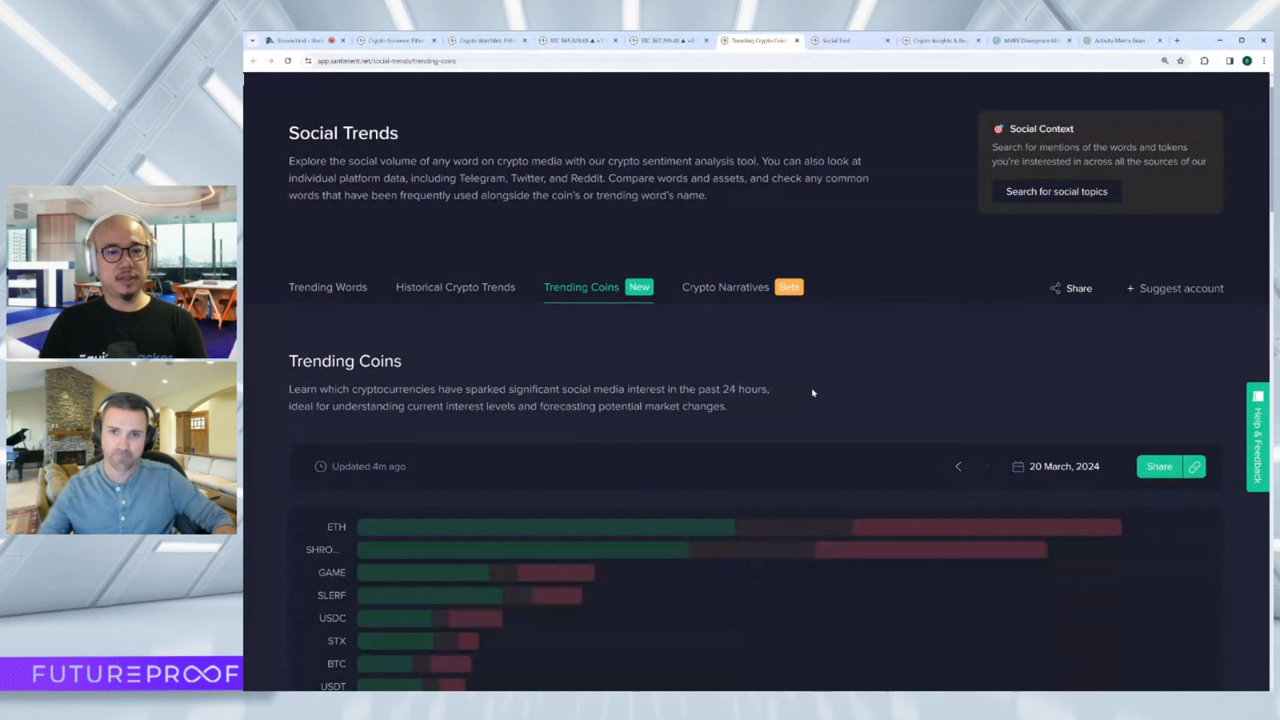 app.santiment.net/social-trends/trending-coins
Social Trends
Explore the social volume of any word on crypto media with our crypto sentiment analysis tool. You can also look at
individual platform data, including Telegram, Twitter, and Reddit. Compare words and assets, and check any common
words that have been frequently used alongside the coin's or trending word's name.
Social Context
Search for mentions of the words and tokens
you're insterested in across all the sources of our
Search for social topics
Trending Words
Historical Crypto Trends
Trending Coins New
Crypto Narratives Beta
Share
+ Suggest account
Trending Coins
Learn which cryptocurrencies have sparked significant social media interest in the past 24 hours,
ideal for understanding current interest levels and forecasting potential market changes.
Updated 4m ago
20 March, 2024
Share
Help & Feedback
ETH
SHRO...
GAME
SLERF
USDC
STX
BTC
USDT
FUTUREPROOF